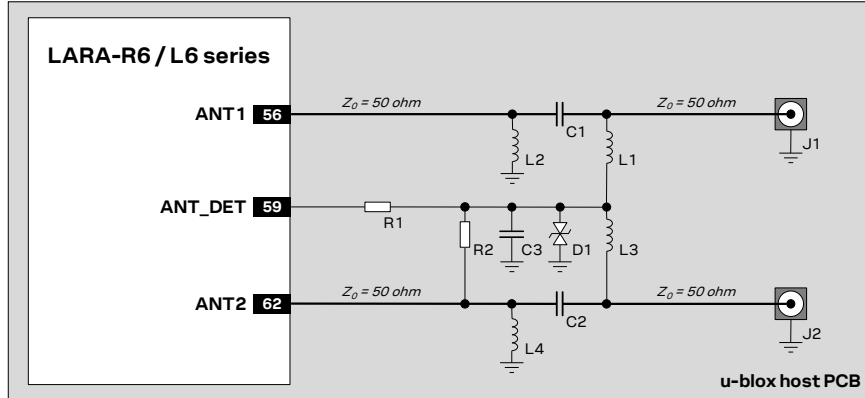 LARA-R6 / L6 series
ANT1 56
Z₀ = 50 ohm
Z₀ = 50 ohm
C1
J1
L2
L1
ANT_DET 59
R1
R2
C3
D1
L3
ANT2 62
Z₀ = 50 ohm
Z₀ = 50 ohm
C2
J2
L4
u-blox host PCB